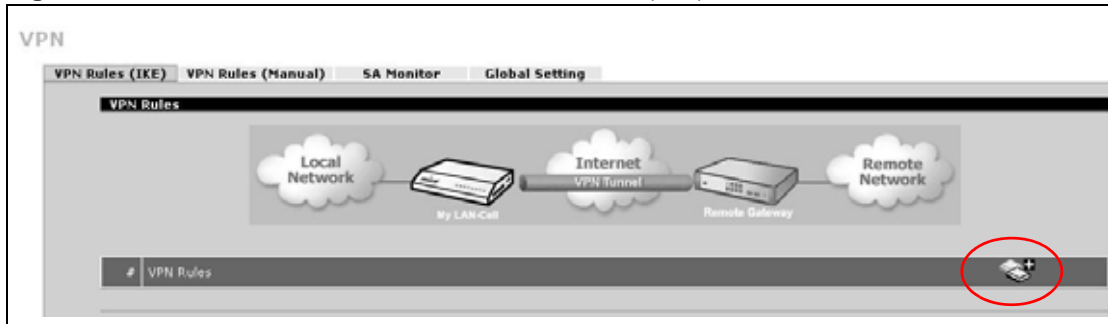 VPN
VPN Rules (IKE) VPN Rules (Manual) SA Monitor Global Setting
VPN Rules
Local
Network
Internet
VPN Tunnel
Remote
Network
My LAN-Cell
Remote Gateway
# VPN Rules